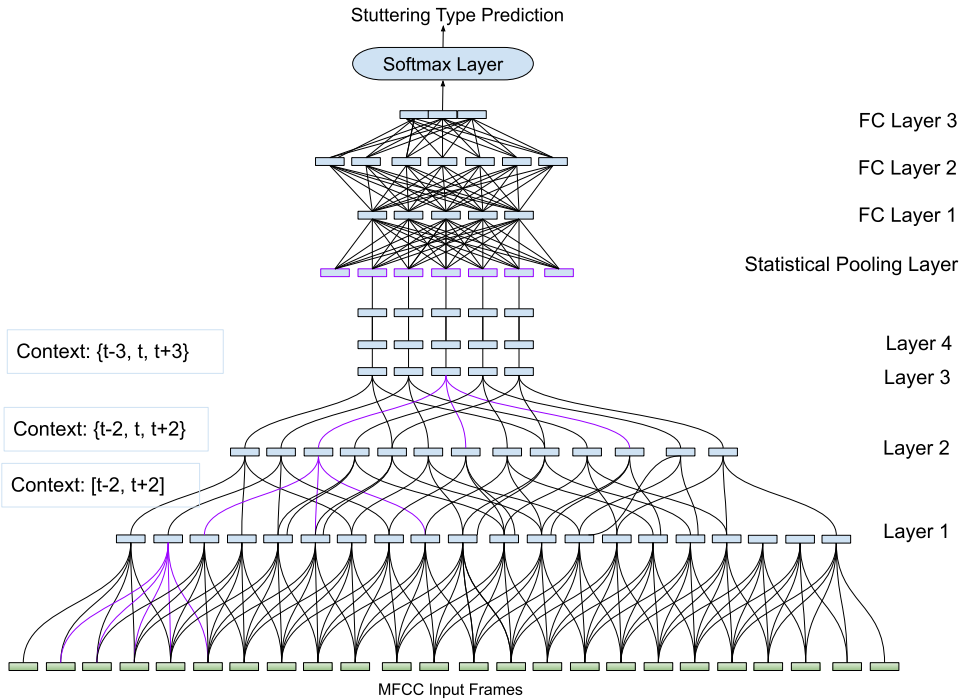 Stuttering Type Prediction
Softmax Layer
FC Layer 3
FC Layer 2
FC Layer 1
Statistical Pooling Layer
Context: {t-3, t, t+3}
Layer 4
Layer 3
Context: {t-2, t, t+2}
Layer 2
Context: [t-2, t+2]
Layer 1
MFCC Input Frames